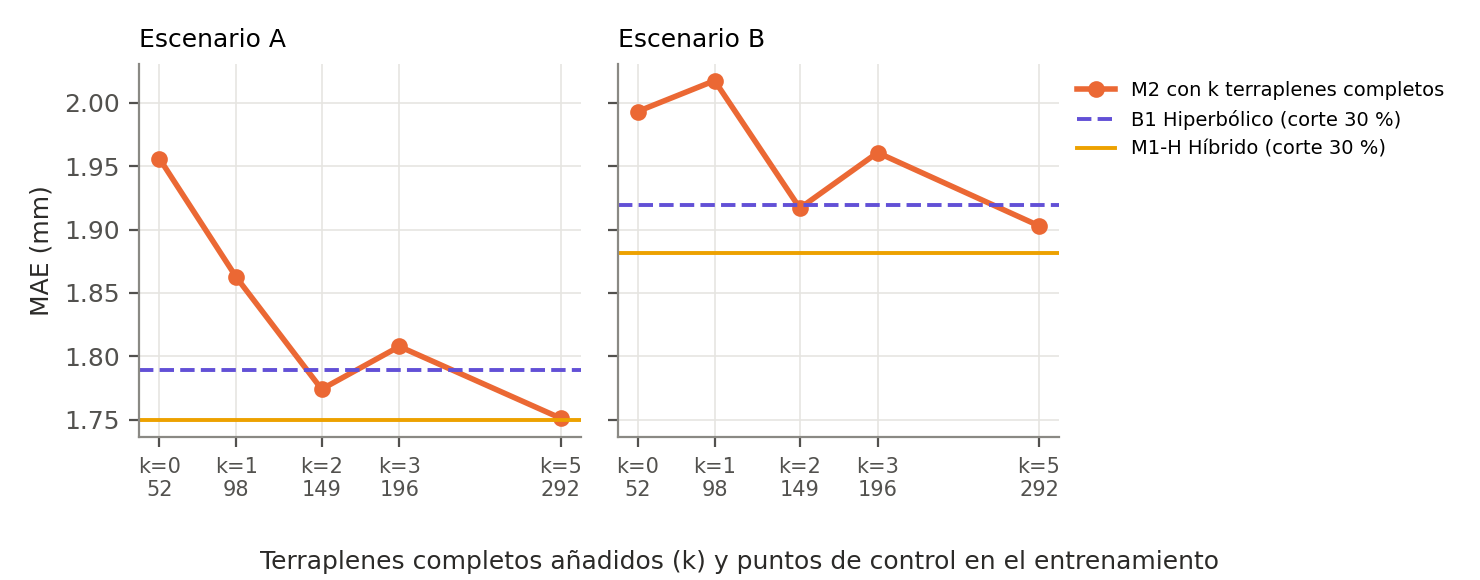 Escenario A
Escenario B
M2 con k terraplenes completos
B1 Hiperbólico (corte 30 %)
M1-H Híbrido (corte 30 %)
MAE (mm)
2.00
1.95
1.90
1.85
1.80
1.75
k=0 k=1 k=2 k=3 k=5
52 98 149 196 292
k=0 k=1 k=2 k=3 k=5
52 98 149 196 292
Terraplenes completos añadidos (k) y puntos de control en el entrenamiento